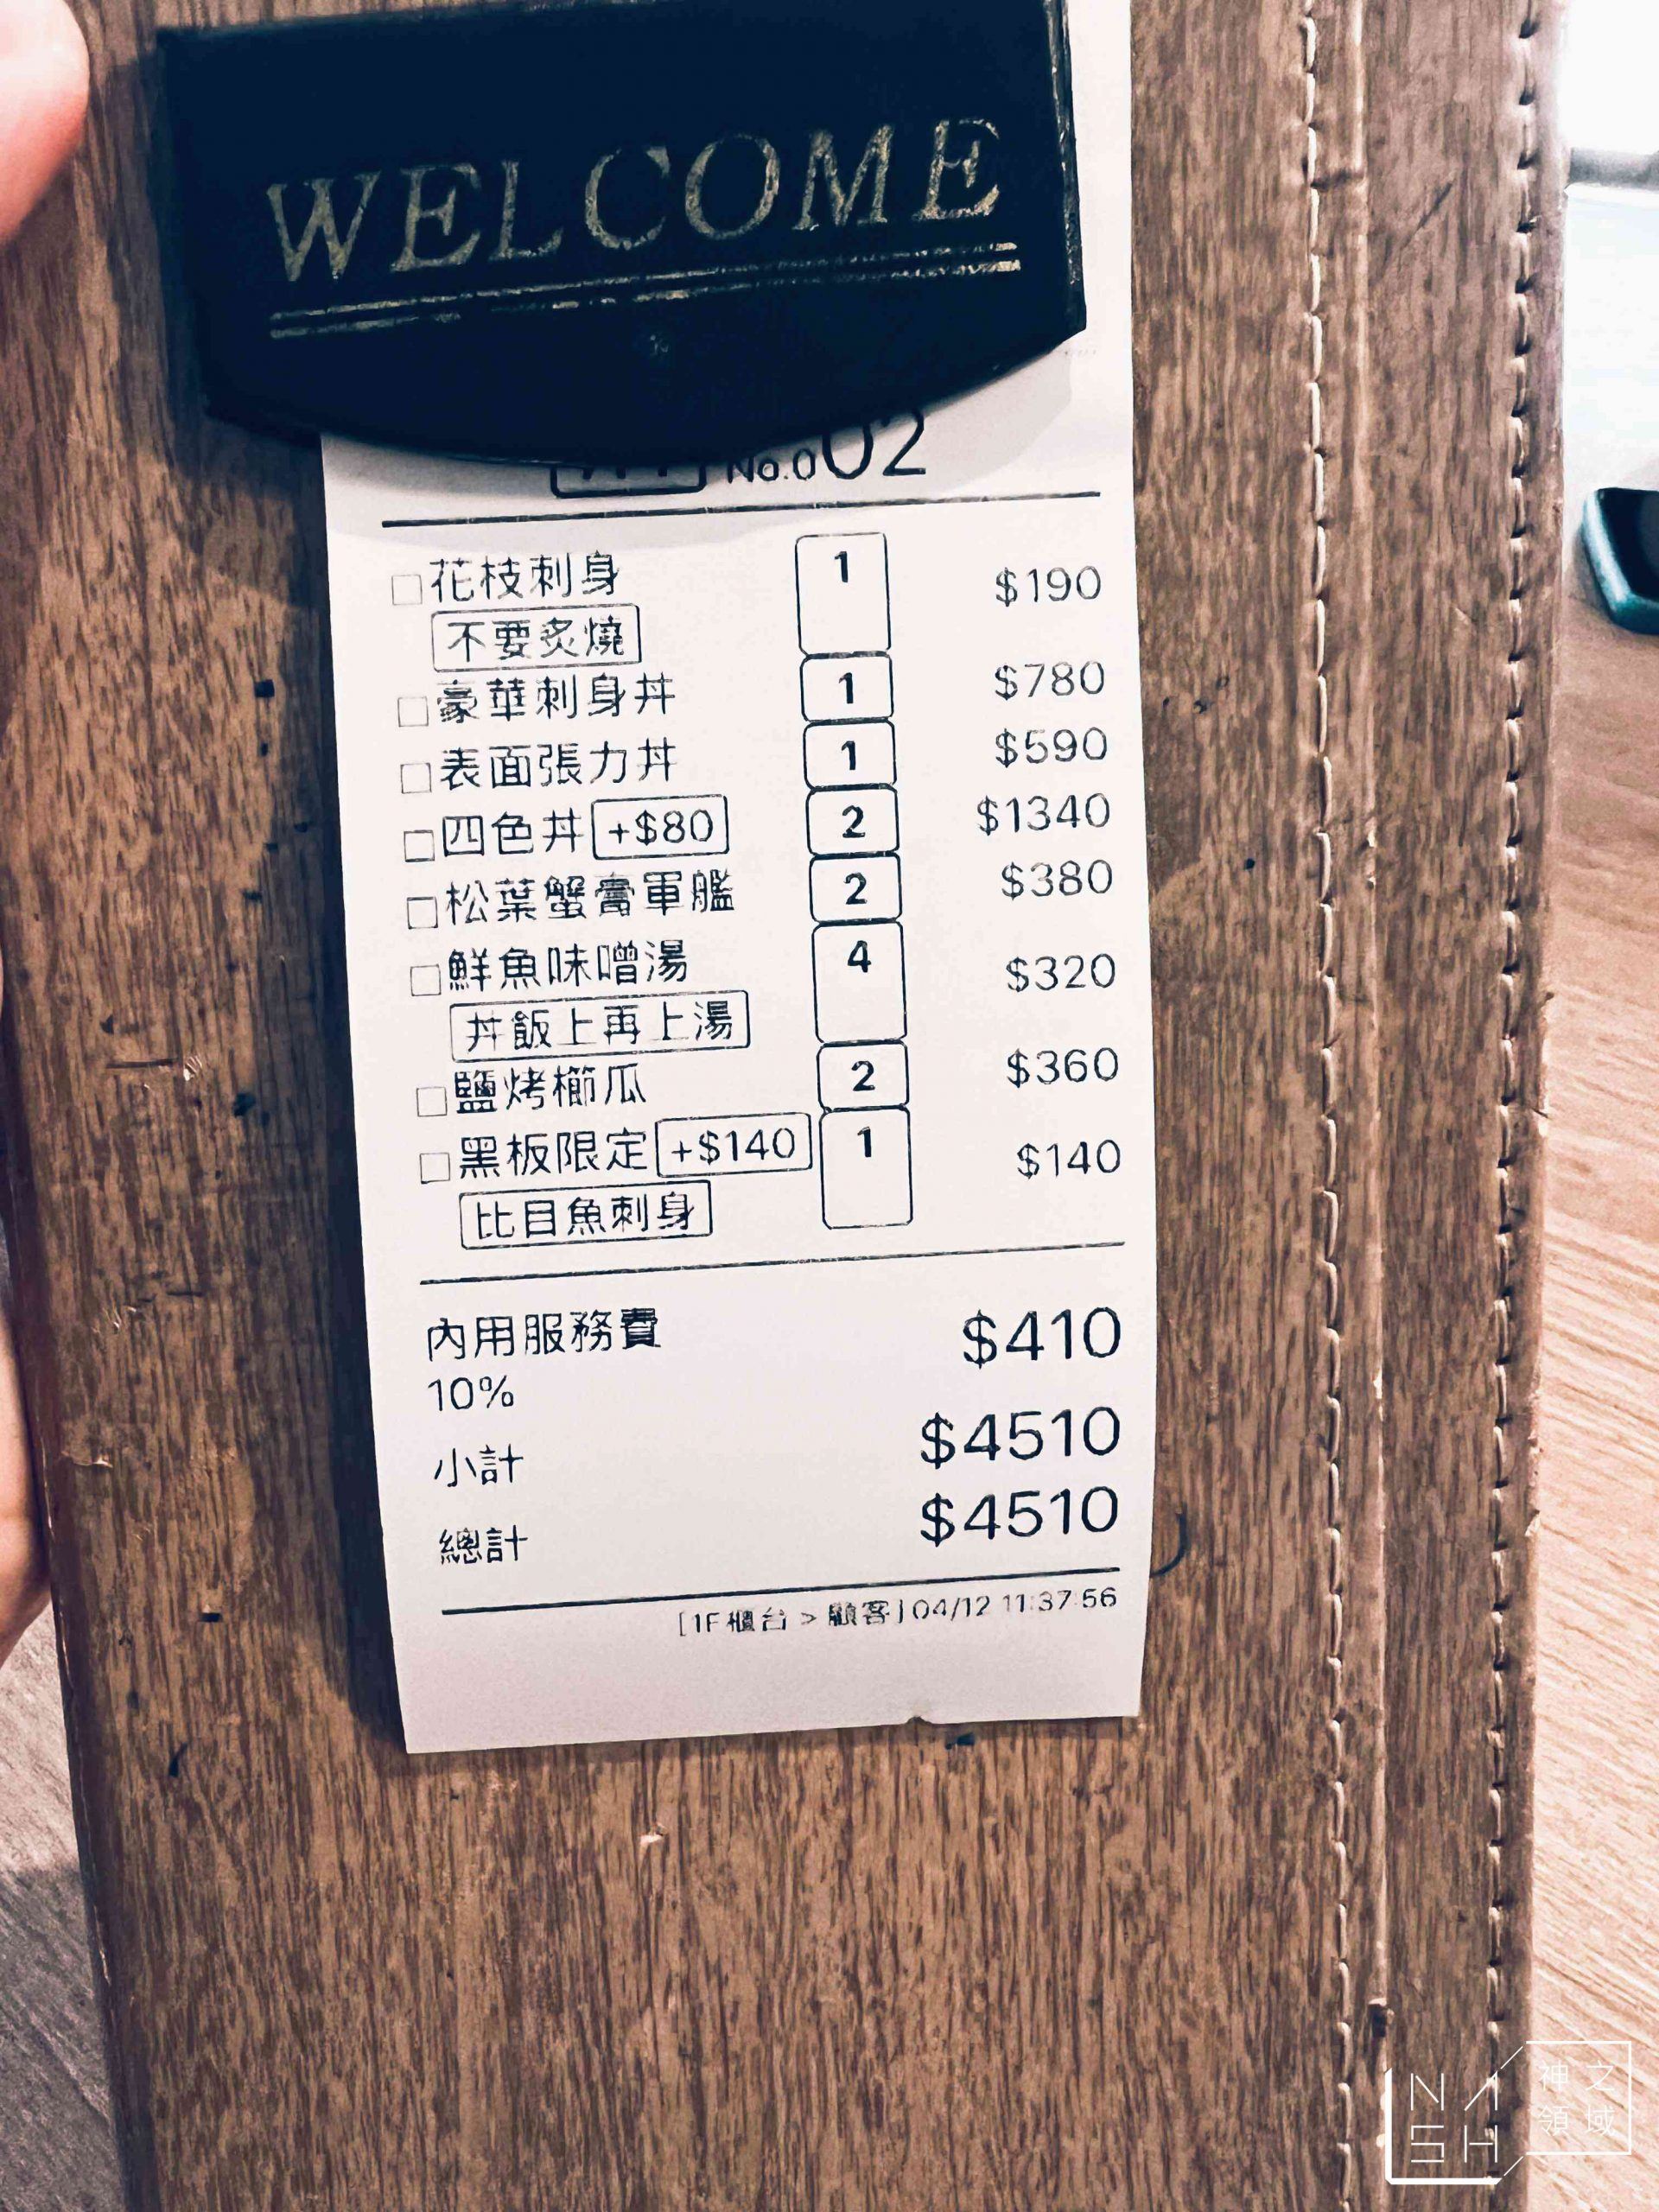 WELCOME
No.002
花枝刺身 1 $190
不要炙燒
豪華刺身丼 1 $780
表面張力丼 1 $590
四色丼 +$80 2 $1340
松葉蟹膏軍艦 2 $380
鮮魚味噌湯 4 $320
丼飯上再上湯
鹽烤櫛瓜 2 $360
黑板限定 +$140 1 $140
比目魚刺身
內用服務費 $410
10%
小計 $4510
總計 $4510
[1F櫃台 > 顧客] 04/12 11:37:56
NASH
神之
領域